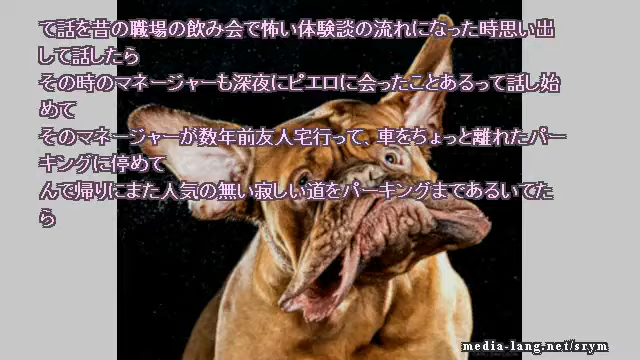 て話を昔の職場の飲み会で怖い体験談の流れになった時思い出
して話したら
その時のマネージャーも深夜にピエロに会ったことあるって話し始
めて
そのマネージャーが数年前友人宅行って、車をちょっと離れたパー
キングに停めて
んで帰りにまた人気の無い寂しい道をパーキングまであるいてた
ら
media-lang.net/srym